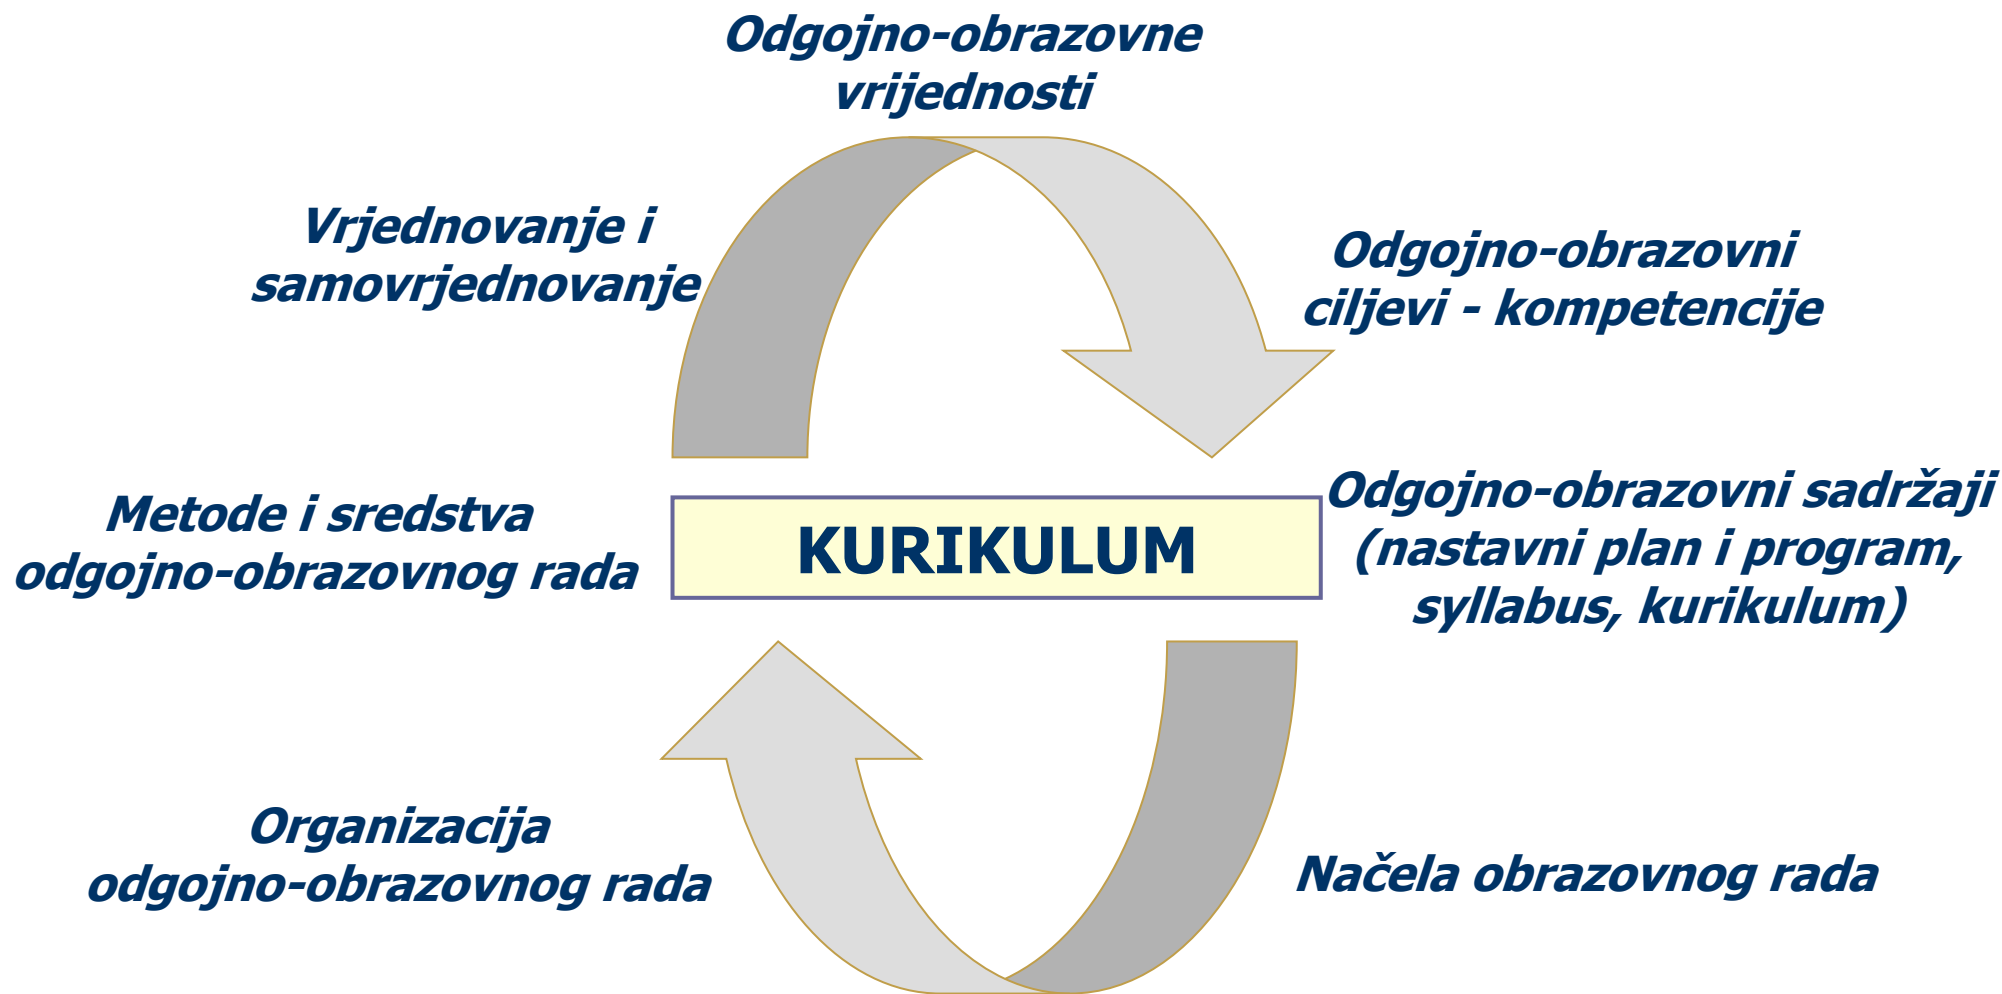 Odgojno-obrazovne
vrijednosti
Vrjednovanje i
samovrjednovanje
Odgojno-obrazovni
ciljevi - kompetencije
Metode i sredstva
odgojno-obrazovnog rada
KURIKULUM
Odgojno-obrazovni sadržaji
(nastavni plan i program,
syllabus, kurikulum)
Organizacija
odgojno-obrazovnog rada
Načela obrazovnog rada